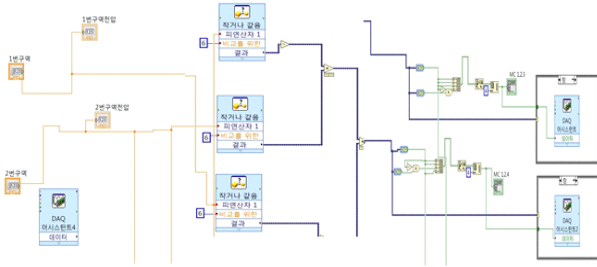 1번구역전압
1번구역
2번구역전압
2번구역
DAQ
어시스턴트4
데이터
작거나 같음
피연산자 1
6
비교를 위한
결과
작거나 같음
피연산자 1
6
비교를 위한
결과
작거나 같음
피연산자 1
6
비교를 위한
결과
MC 123
참
DAQ
어시스턴트
데이터
MC 124
참
DAQ
어시스턴트2
데이터